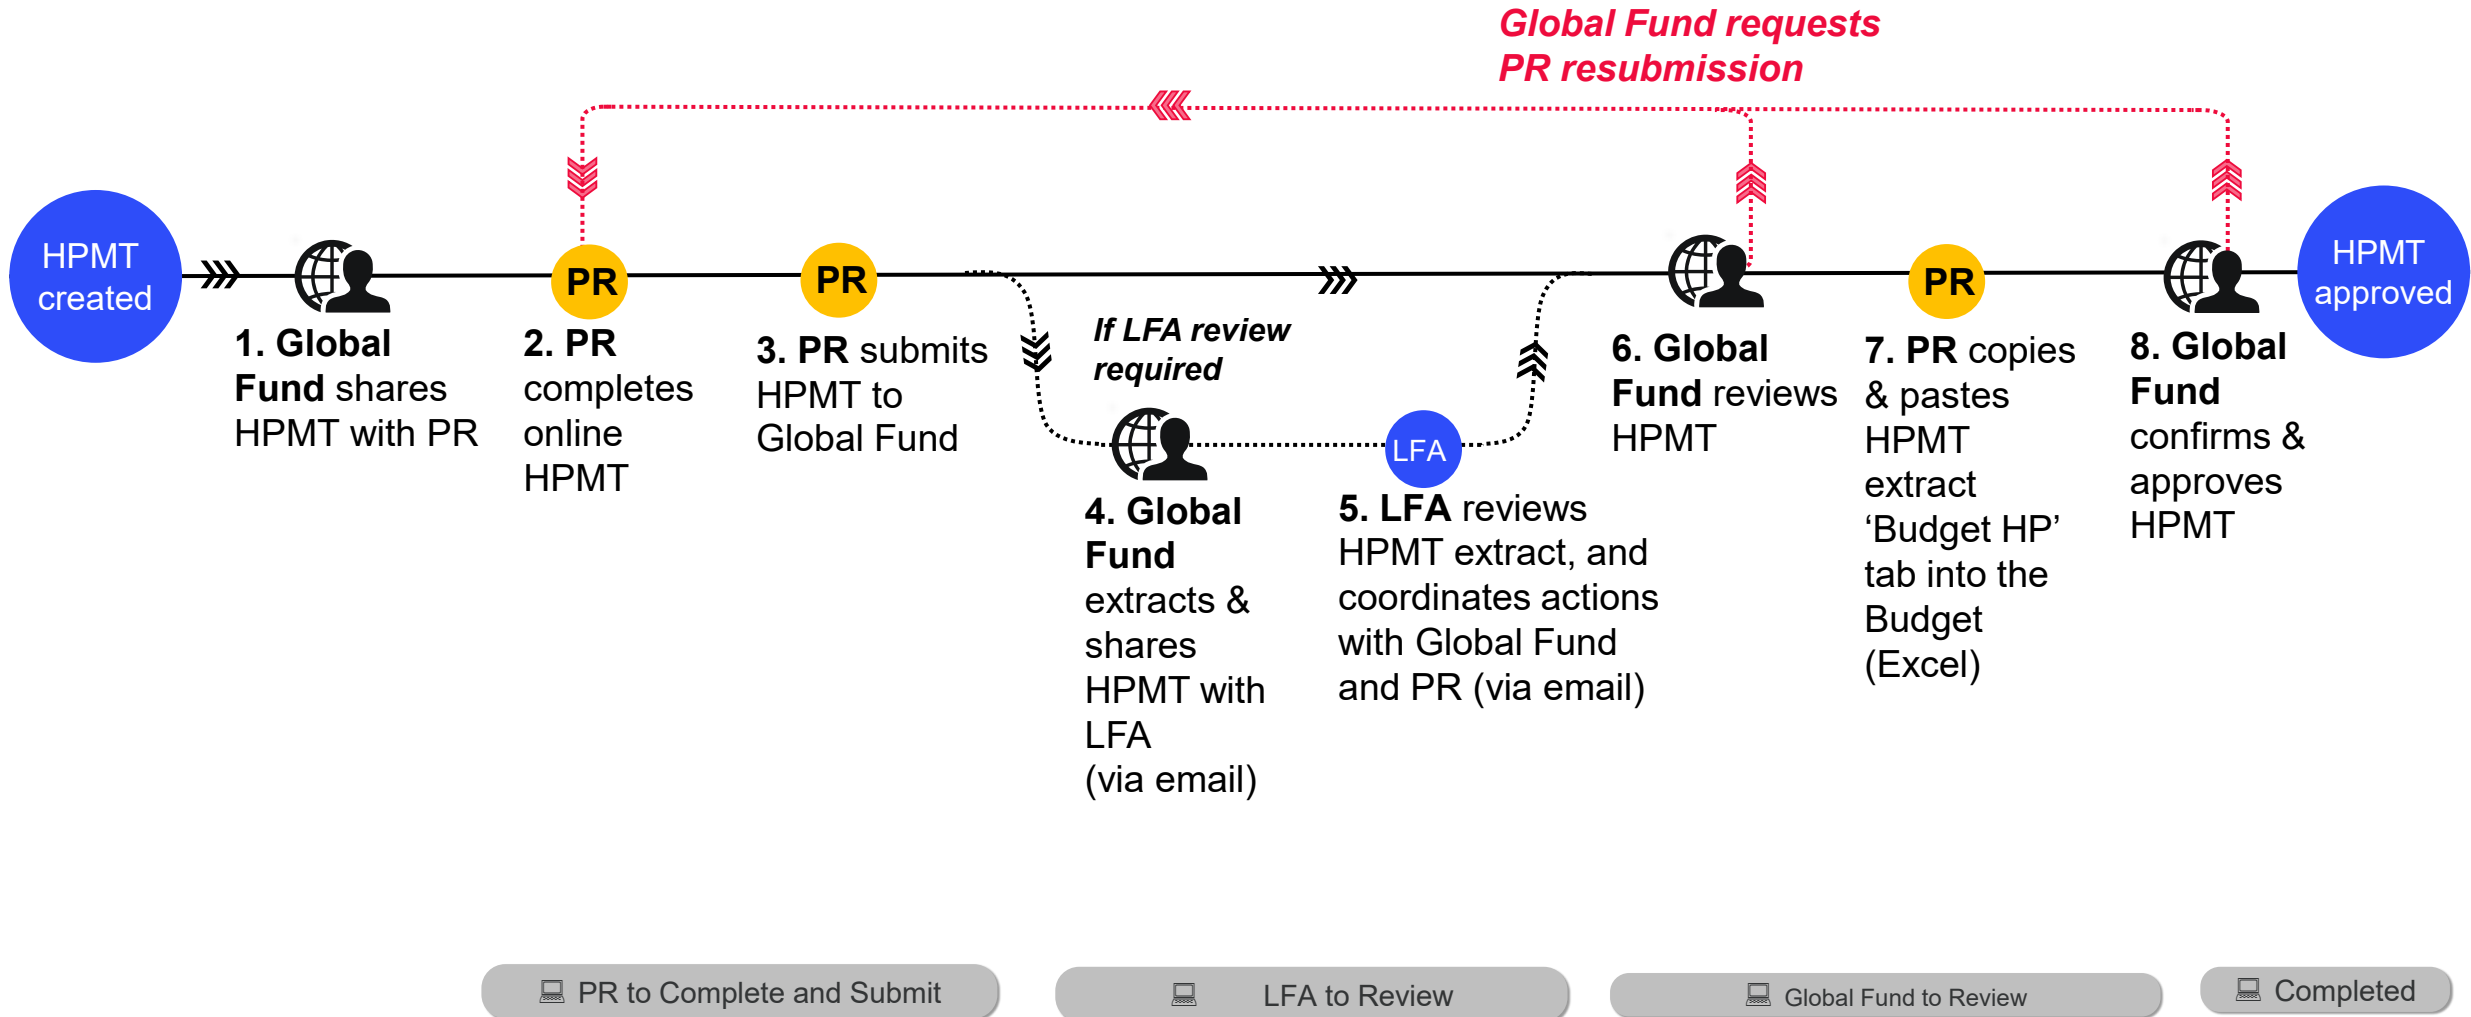 Global Fund requests
PR resubmission
HPMT
created
PR
PR
PR
HPMT
approved
1. Global
Fund shares
HPMT with PR
2. PR
completes
online
HPMT
3. PR submits
HPMT to
Global Fund
If LFA review
required
LFA
4. Global
Fund
extracts &
shares
HPMT with
LFA
(via email)
5. LFA reviews
HPMT extract, and
coordinates actions
with Global Fund
and PR (via email)
6. Global
Fund reviews
HPMT
7. PR copies
& pastes
HPMT
extract
‘Budget HP’
tab into the
Budget
(Excel)
8. Global
Fund
confirms &
approves
HPMT
PR to Complete and Submit
LFA to Review
Global Fund to Review
Completed